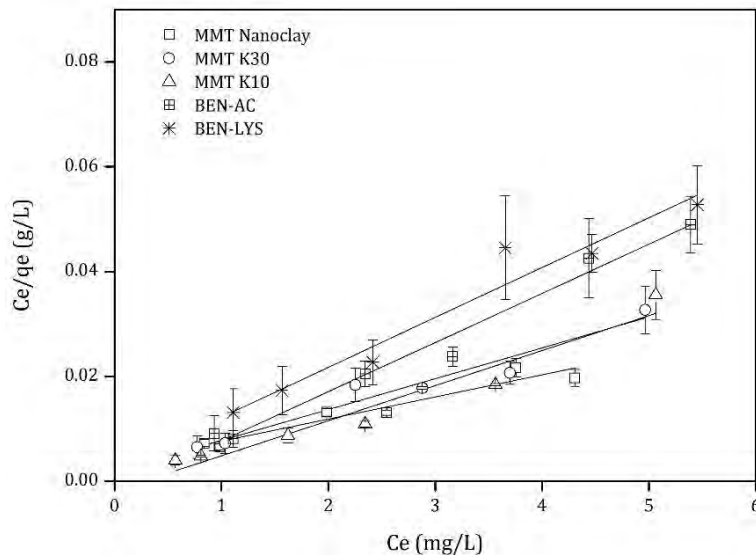 MMT Nanoclay
MMT K30
MMT K10
BEN-AC
BEN-LYS
0.08
0.06
0.04
0.02
0.00
Ce/qe (g/L)
0 1 2 3 4 5 6
Ce (mg/L)